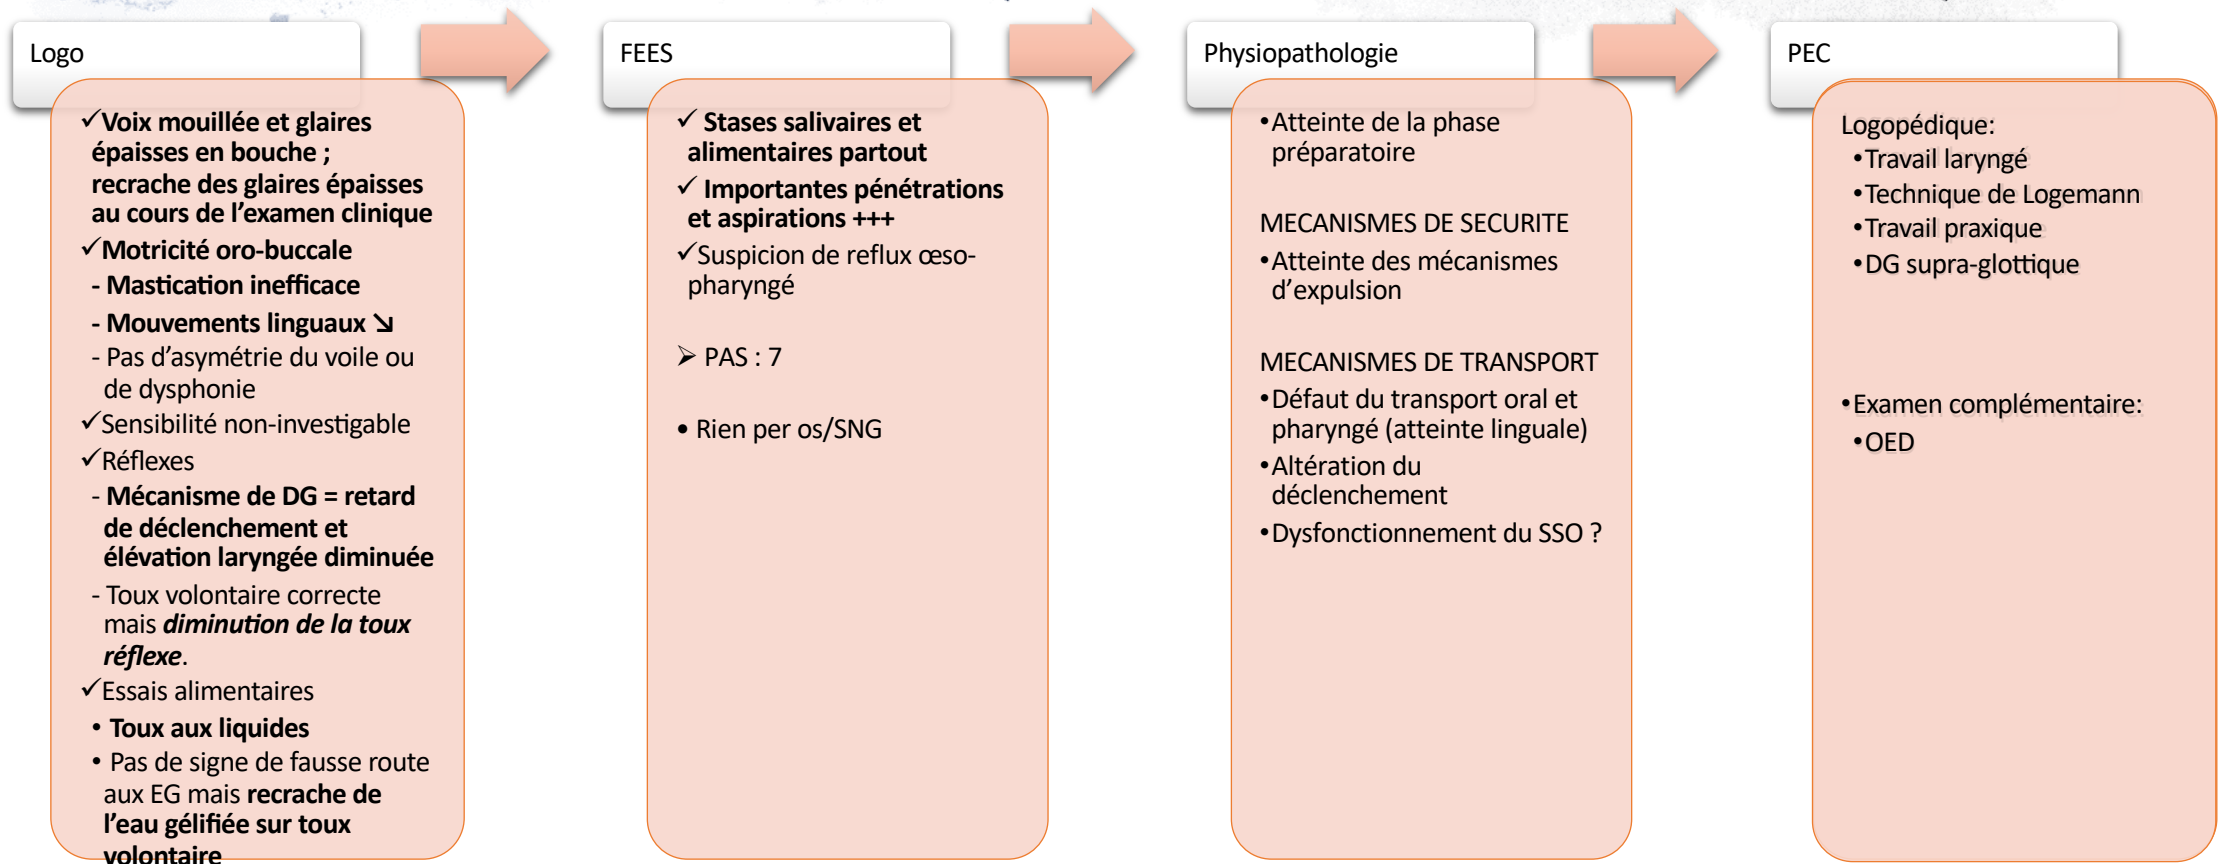 Logo
✓Voix mouillée et glaires
épaisses en bouche ;
recrache des glaires épaisses
au cours de l’examen clinique
✓Motricité oro-buccale
- Mastication inefficace
- Mouvements linguaux ↘
- Pas d’asymétrie du voile ou
de dysphonie
✓Sensibilité non-investigable
✓Réflexes
- Mécanisme de DG = retard
de déclenchement et
élévation laryngée diminuée
- Toux volontaire correcte
mais diminution de la toux
réflexe.
✓Essais alimentaires
• Toux aux liquides
• Pas de signe de fausse route
aux EG mais recrache de
l’eau gélifiée sur toux
volontaire
FEES
✓ Stases salivaires et
alimentaires partout
✓ Importantes pénétrations
et aspirations +++
✓Suspicion de reflux œso-
pharyngé
➢ PAS : 7
• Rien per os/SNG
Physiopathologie
•Atteinte de la phase
préparatoire
MECANISMES DE SECURITE
•Atteinte des mécanismes
d’expulsion
MECANISMES DE TRANSPORT
•Défaut du transport oral et
pharyngé (atteinte linguale)
•Altération du
déclenchement
•Dysfonctionnement du SSO ?
PEC
Logopédique:
•Travail laryngé
•Technique de Logemann
•Travail praxique
•DG supra-glottique
•Examen complémentaire:
•OED